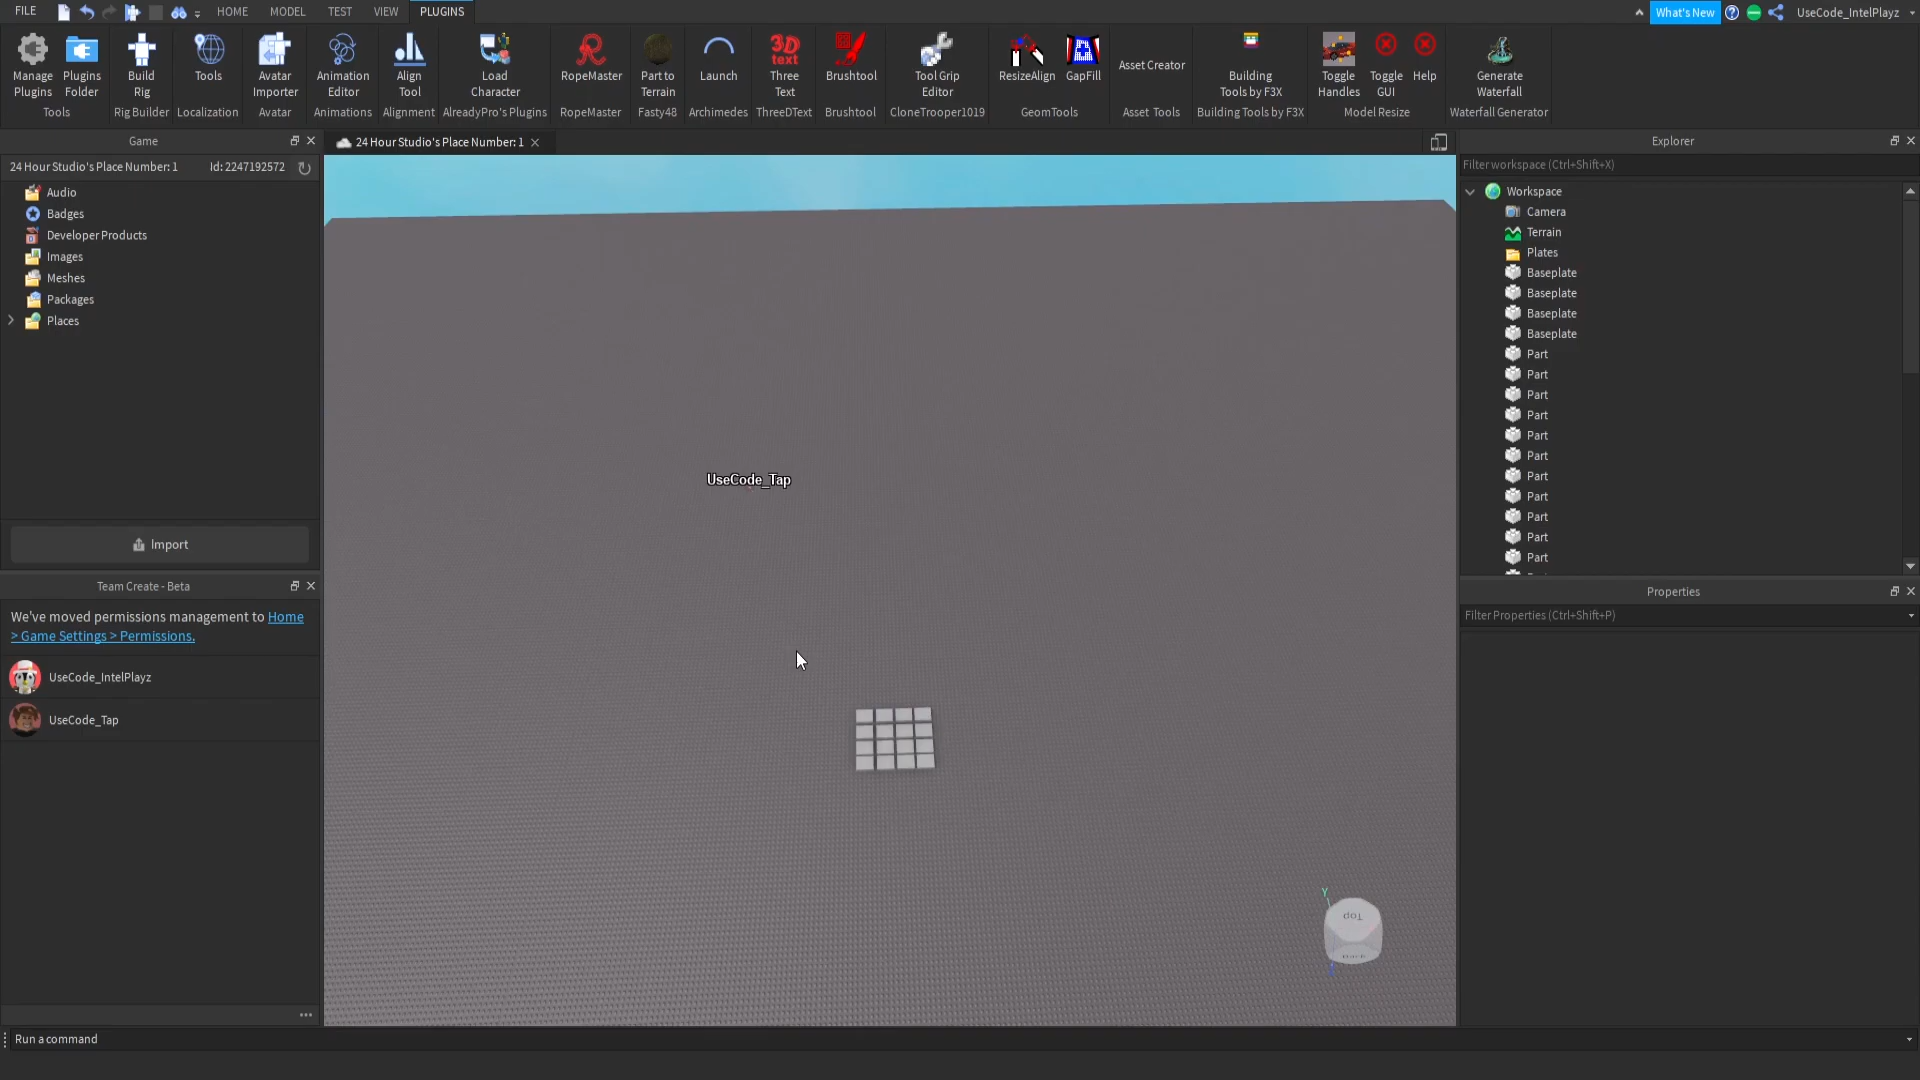 FILE
HOME
MODEL
TEST
VIEW
PLUGINS
What's New
UseCode_IntelPlayz
Manage
Plugins
Plugins
Folder
Tools
Build
Rig
Rig Builder
Tools
Localization
Avatar
Importer
Avatar
Animation
Editor
Animations
Align
Tool
Alignment
Load
Character
AlreadyPro's Plugins
RopeMaster
RopeMaster
Part to
Terrain
Fasty48
Launch
Archimedes
3D
text
Three
Text
ThreeDText
Brushtool
Brushtool
Tool Grip
Editor
CloneTrooper1019
ResizeAlign
GapFill
GeomTools
Asset Creator
Asset Tools
Building
Tools by F3X
Building Tools by F3X
Toggle
Handles
Toggle
GUI
Help
Model Resize
Generate
Waterfall
Waterfall Generator
Game
24 Hour Studio's Place Number: 1
Id: 2247192572
Audio
Badges
Developer Products
Images
Meshes
Packages
Places
Import
Team Create - Beta
We've moved permissions management to Home
> Game Settings > Permissions.
UseCode_IntelPlayz
UseCode_Tap
24 Hour Studio's Place Number: 1
UseCode_Tap
Y
Top
Explorer
Filter workspace (Ctrl+Shift+X)
Workspace
Camera
Terrain
Plates
Baseplate
Baseplate
Baseplate
Baseplate
Part
Part
Part
Part
Part
Part
Part
Part
Part
Part
Part
Properties
Filter Properties (Ctrl+Shift+P)
Run a command